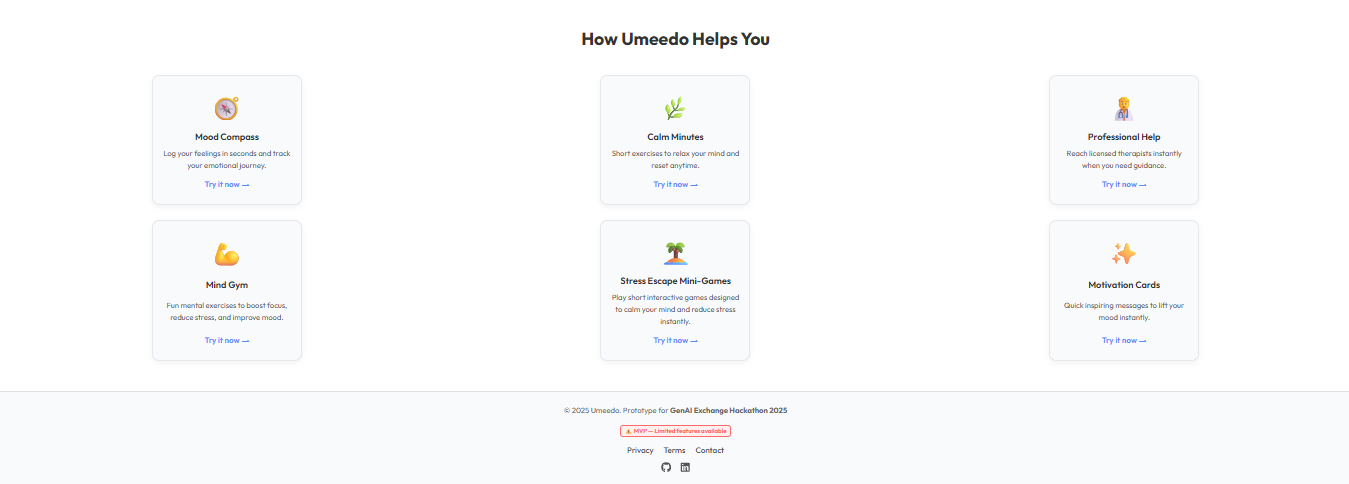 How Umeedo Helps You
Mood Compass
Log your feelings in seconds and track
your emotional journey.
Try it now →
Calm Minutes
Short exercises to relax your mind and
reset anytime.
Try it now →
Professional Help
Reach licensed therapists instantly
when you need guidance.
Try it now →
Mind Gym
Fun mental exercises to boost focus,
reduce stress, and improve mood.
Try it now →
Stress Escape Mini-Games
Play short interactive games designed
to calm your mind and reduce stress
instantly.
Try it now →
Motivation Cards
Quick inspiring messages to lift your
mood instantly.
Try it now →
© 2025 Umeedo. Prototype for GenAI Exchange Hackathon 2025
⚠️ MVP — Limited features available
Privacy Terms Contact